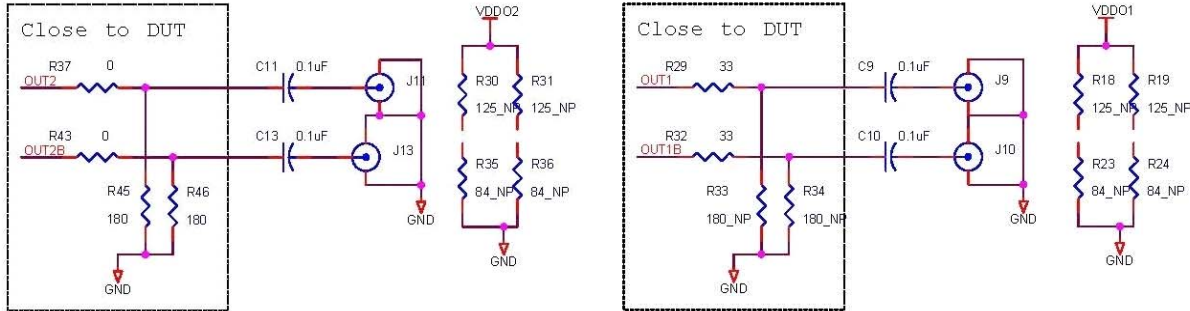 Close to DUT
R37 0
OUT2
R43 0
OUT2B
R45
180
R46
180
GND
C11 0.1uF
J11
C13 0.1uF
J13
GND
VDDO2
R30
125_NP
R31
125_NP
R35
84_NP
R36
84_NP
GND
Close to DUT
R29 33
OUT1
R32 33
OUT1B
R33
180_NP
R34
180_NP
GND
C9 0.1uF
J9
C10 0.1uF
J10
GND
VDDO1
R18
125_NP
R19
125_NP
R23
84_NP
R24
84_NP
GND